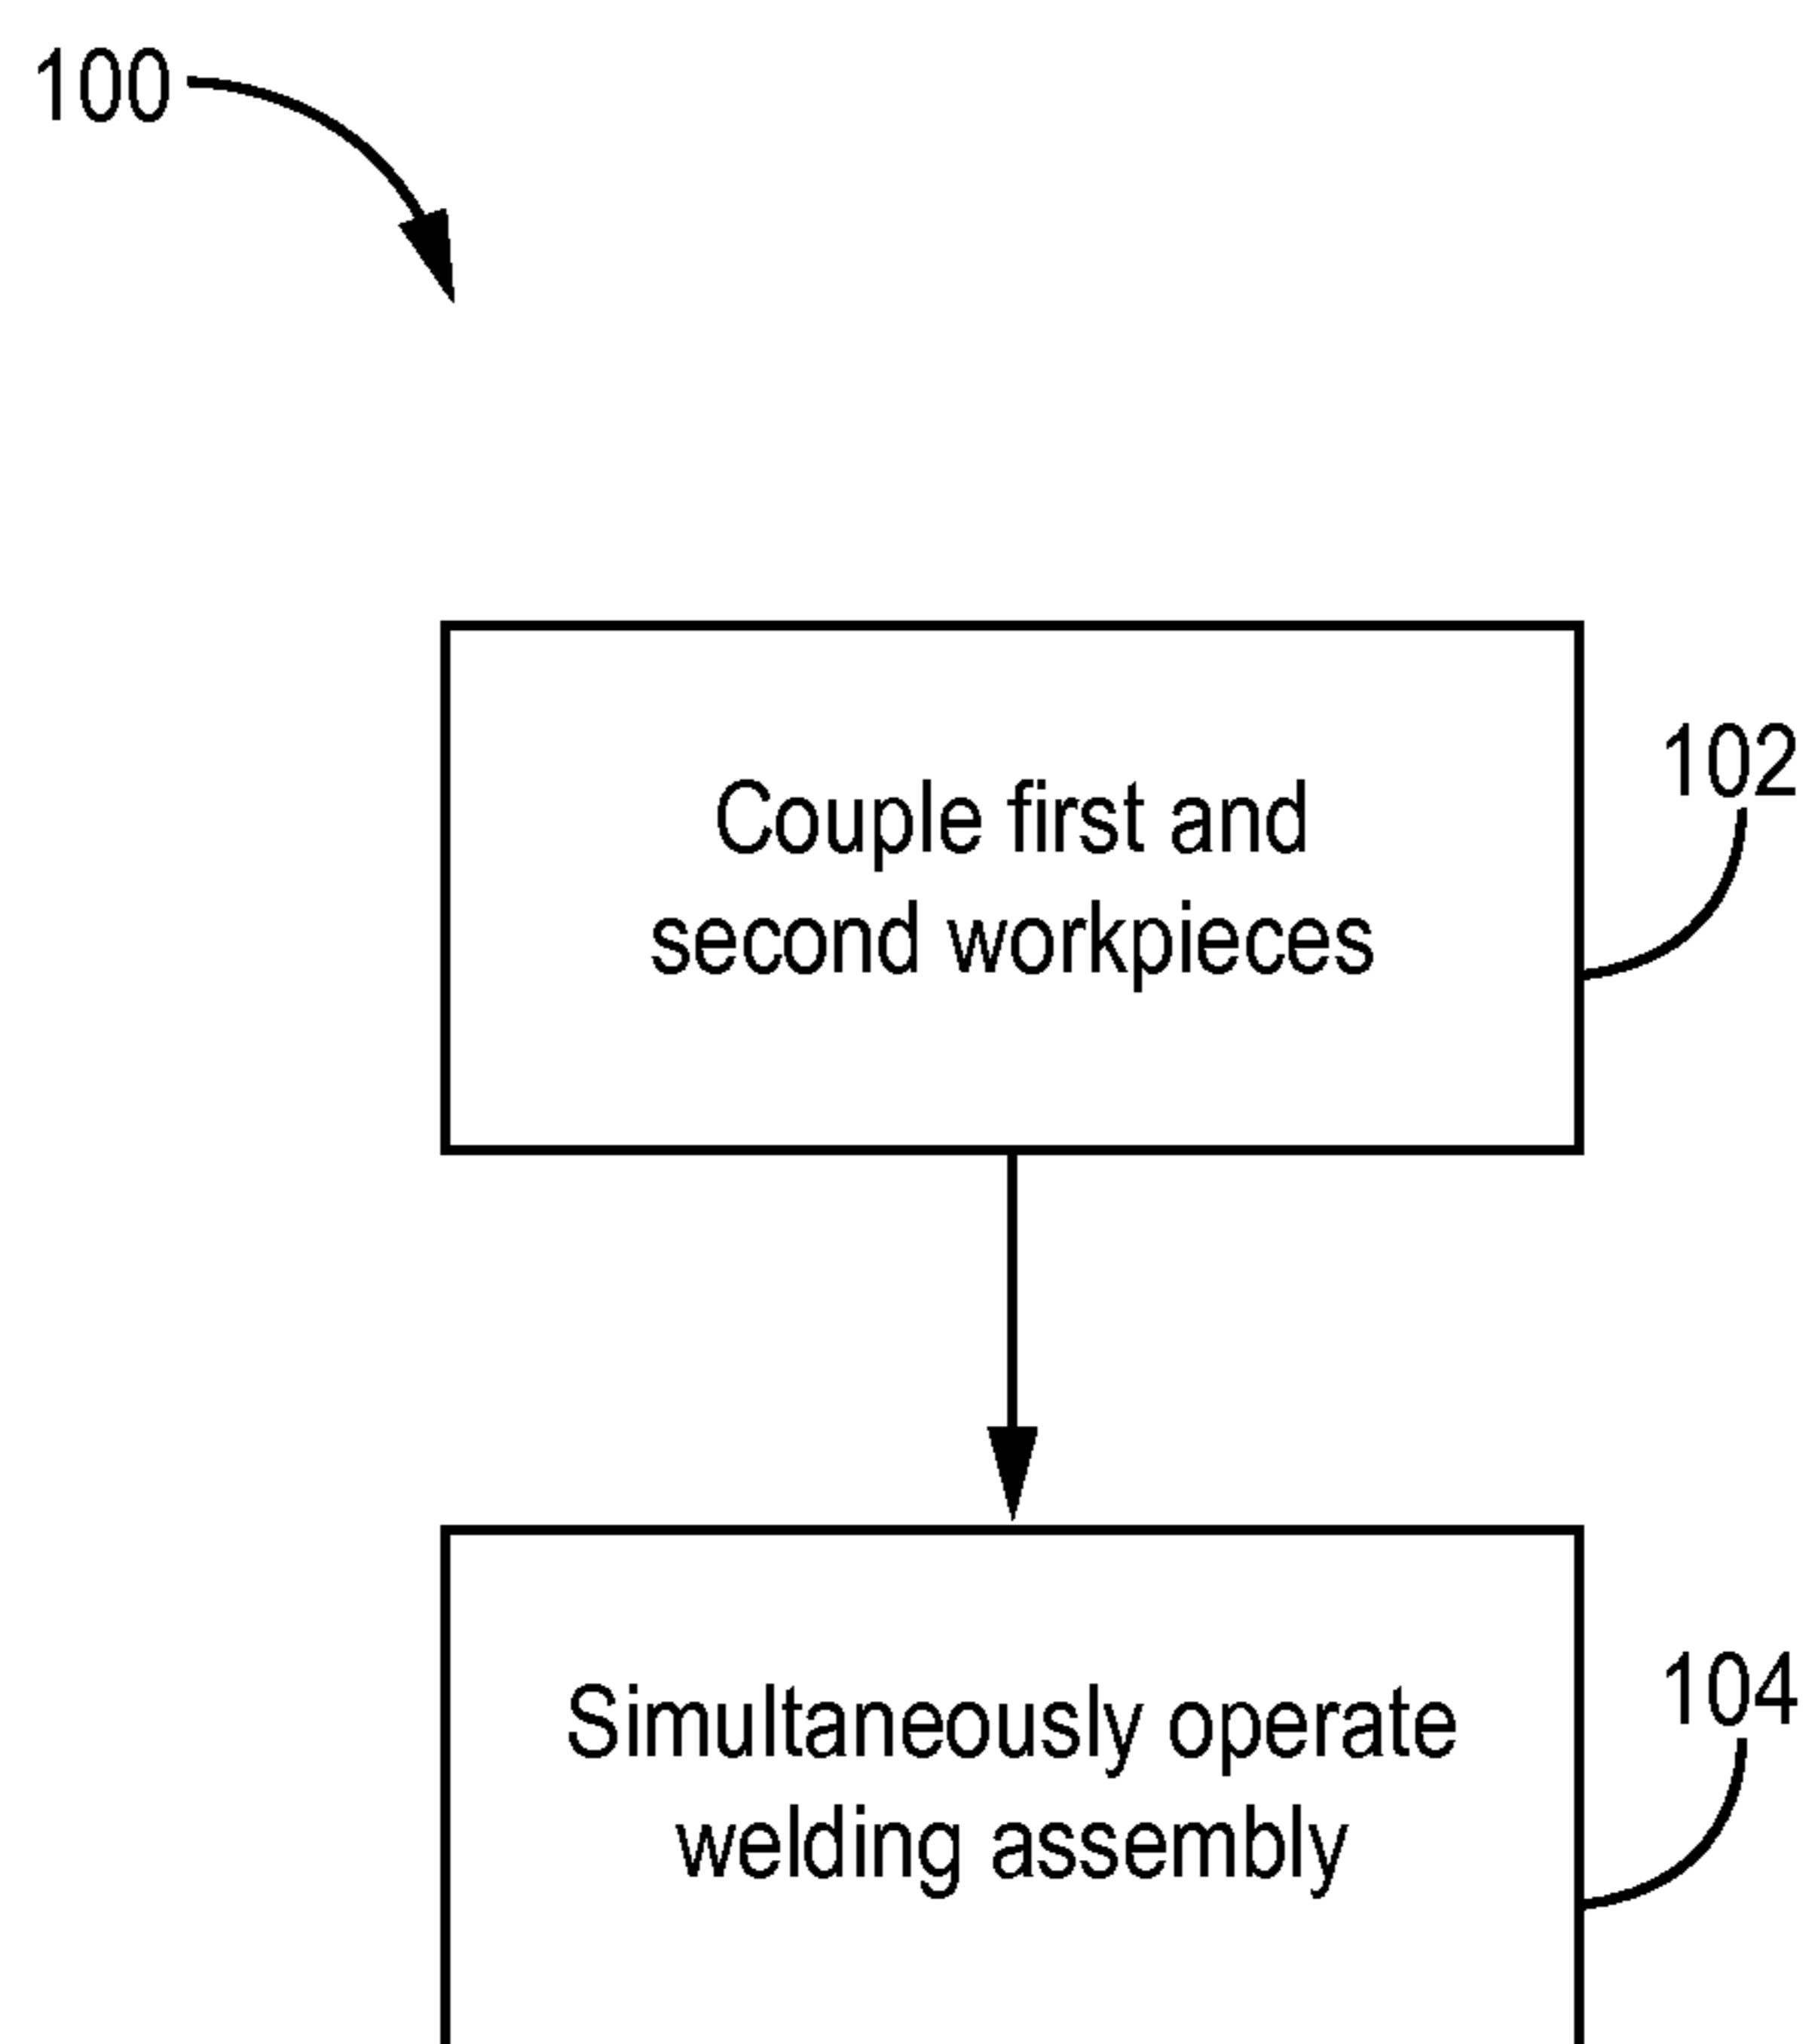 100
Couple first and
second workpieces
102
Simultaneously operate
welding assembly
104